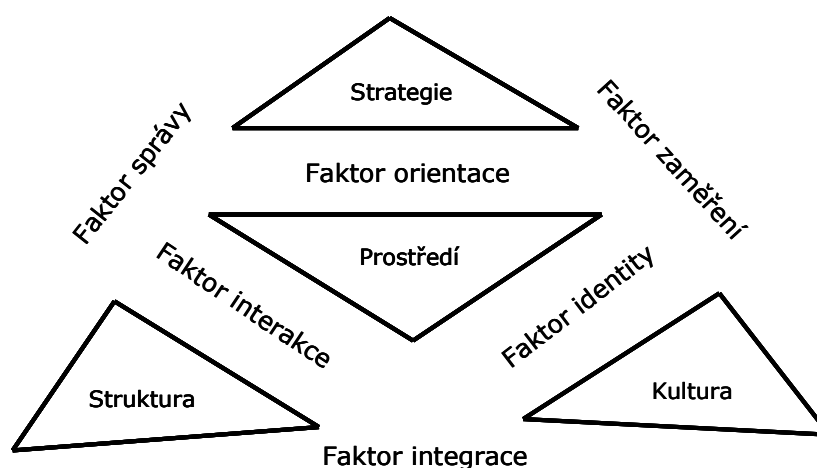 Strategie
Faktor správy
Faktor zaměření
Faktor orientace
Prostředí
Faktor interakce
Faktor identity
Struktura
Kultura
Faktor integrace